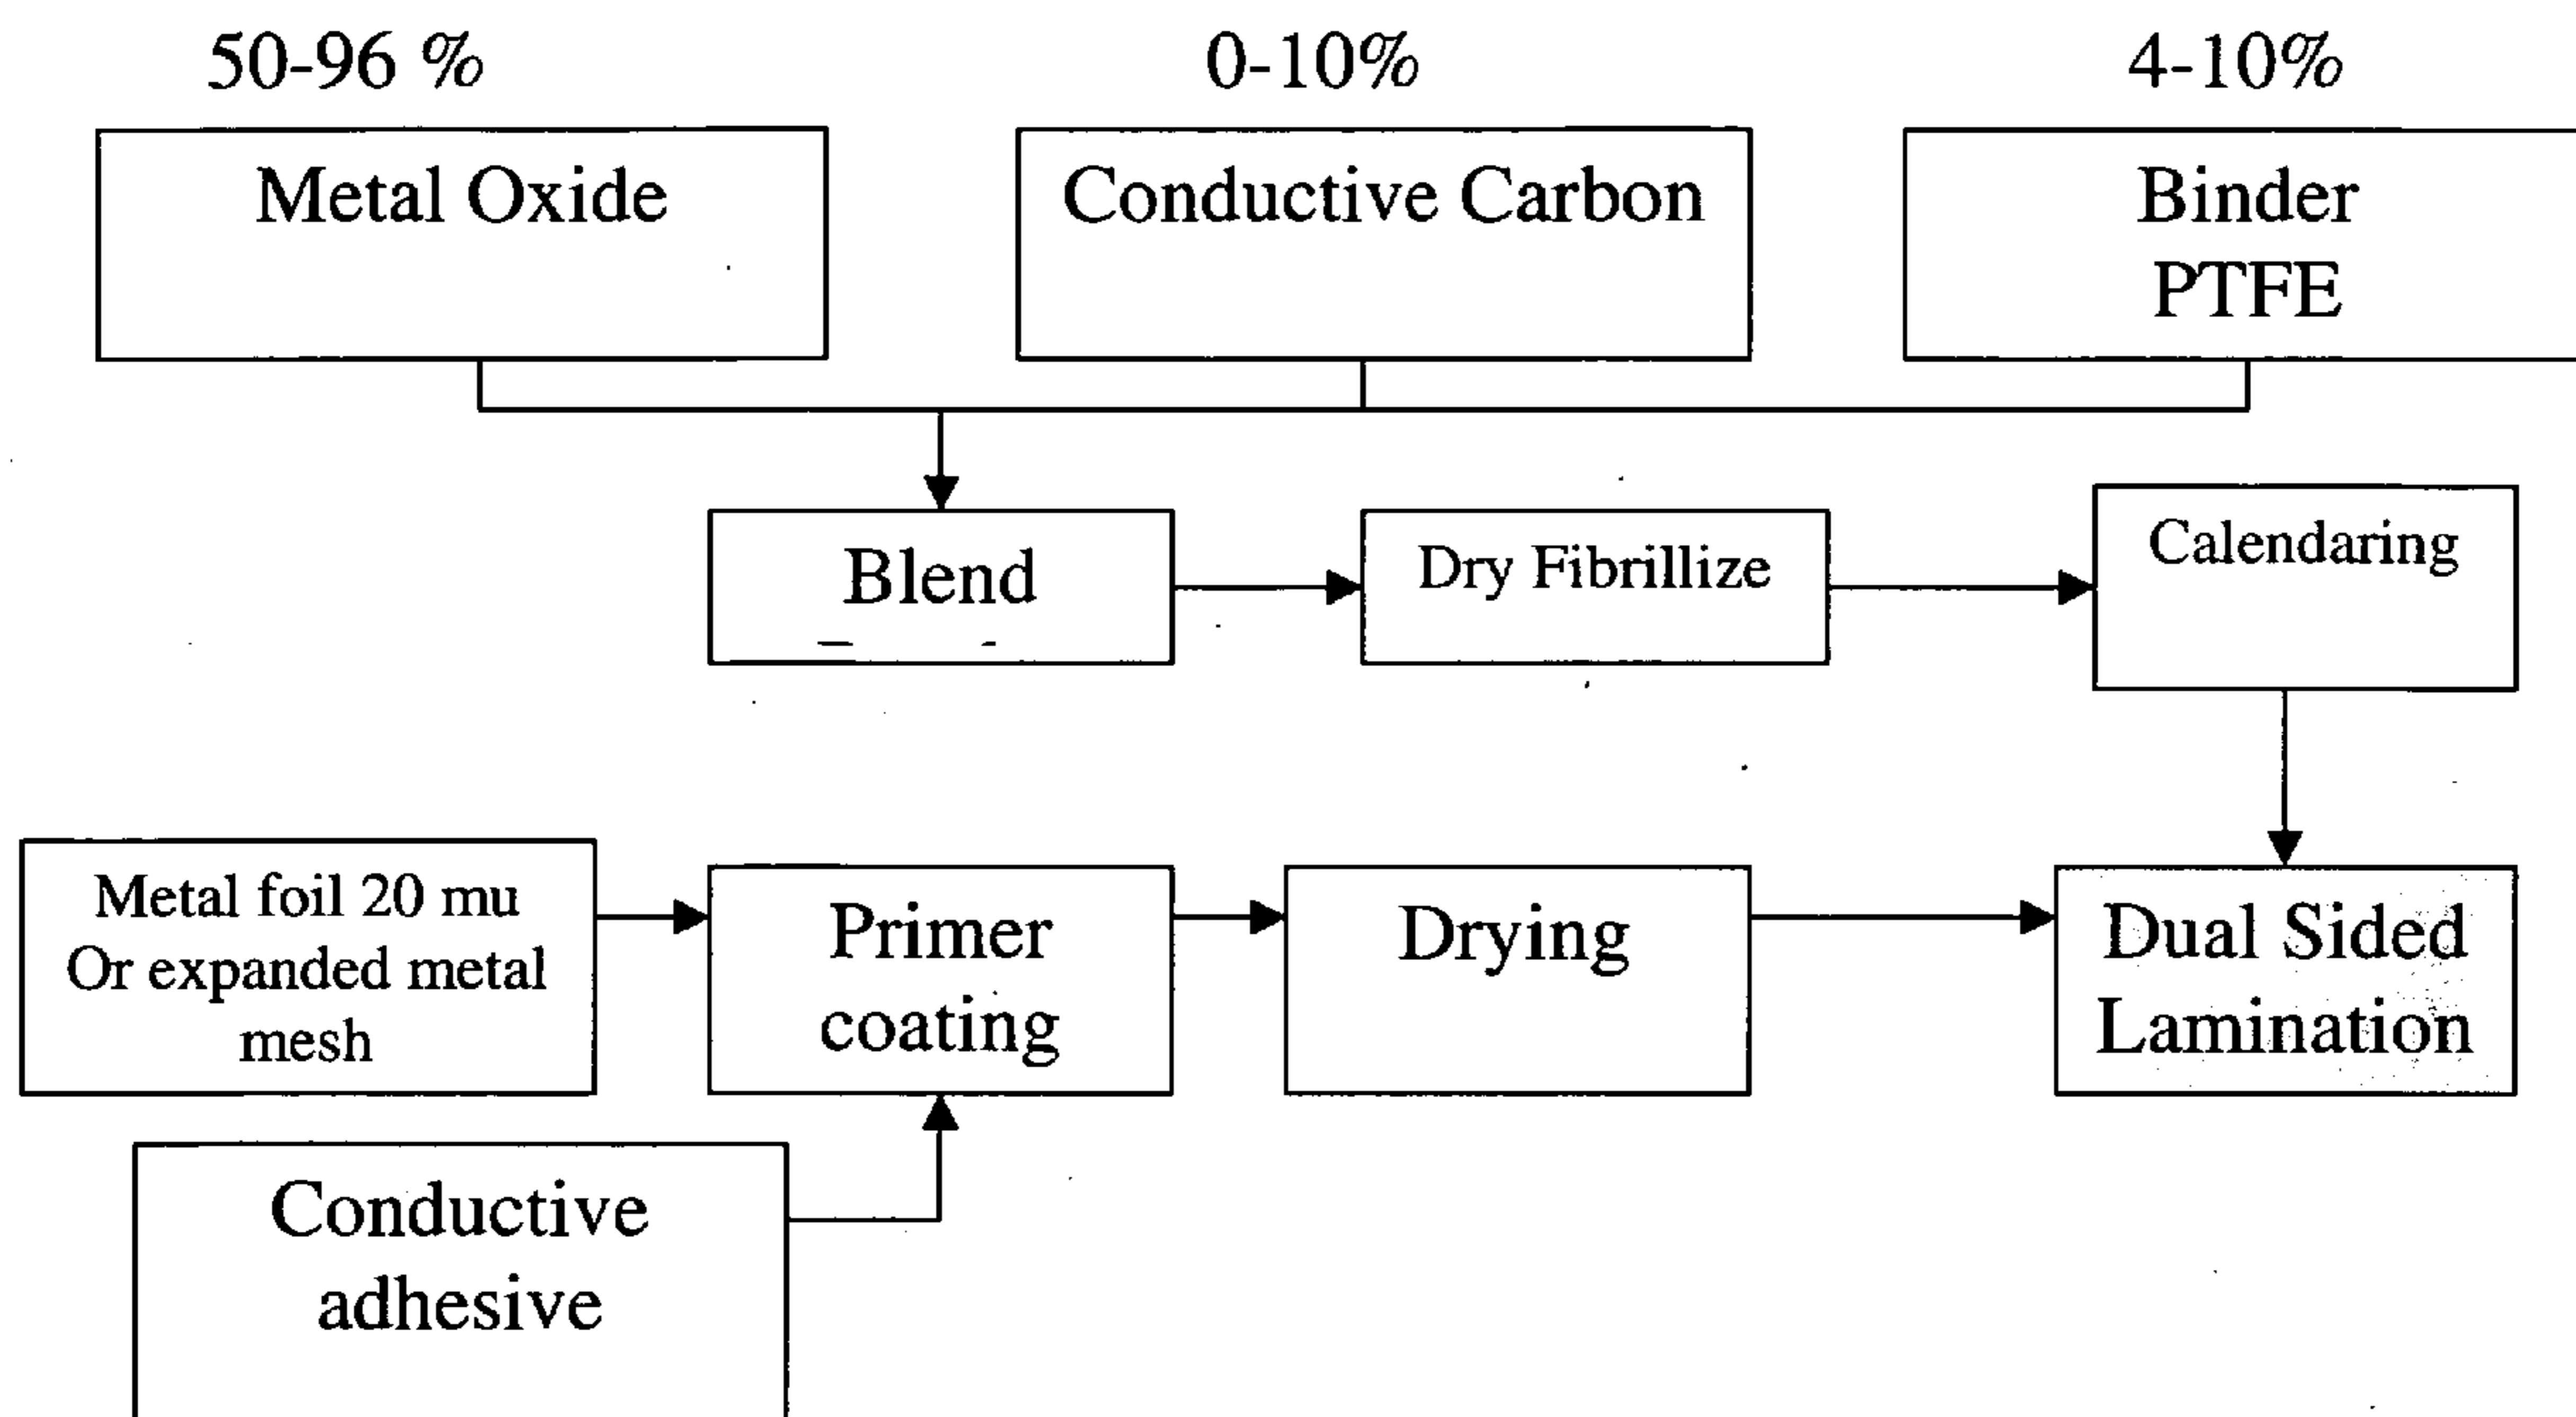 50-96 %
0-10%
4-10%
Metal Oxide
Conductive Carbon
Binder
PTFE
Blend
Dry Fibrillize
Calendaring
Metal foil 20 mu
Or expanded metal
mesh
Primer
coating
Drying
Dual Sided
Lamination
Conductive
adhesive